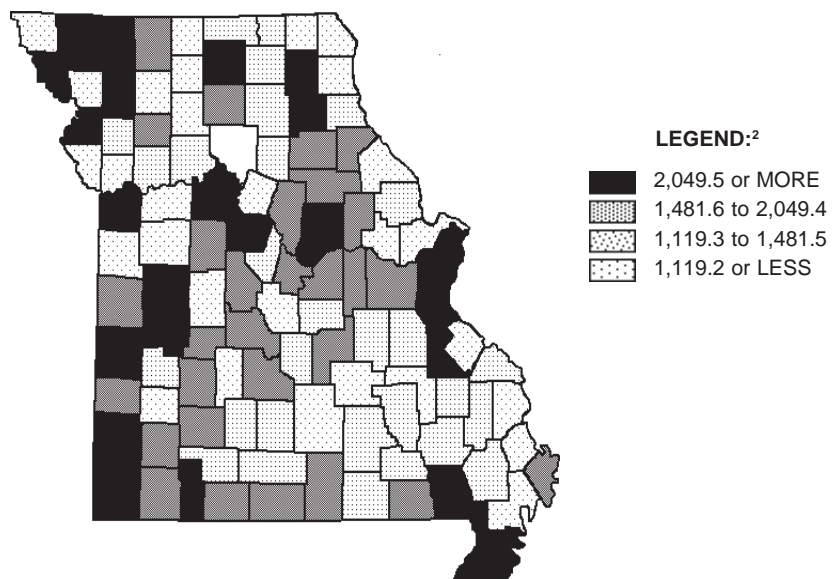 LEGEND:²
2,049.5 or MORE
1,481.6 to 2,049.4
1,119.3 to 1,481.5
1,119.2 or LESS